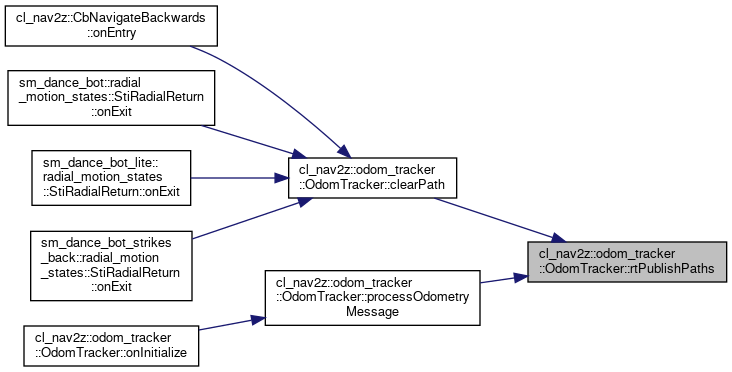 cl_nav2z::CbNavigateBackwards
::onEntry
sm_dance_bot::radial
_motion_states::StiRadialReturn
::onExit
sm_dance_bot_lite::
radial_motion_states
::StiRadialReturn::onExit
sm_dance_bot_strikes
_back::radial_motion
_states::StiRadialReturn
::onExit
cl_nav2z::odom_tracker
::OdomTracker::onInitialize
cl_nav2z::odom_tracker
::OdomTracker::clearPath
cl_nav2z::odom_tracker
::OdomTracker::processOdometry
Message
cl_nav2z::odom_tracker
::OdomTracker::rtPublishPaths